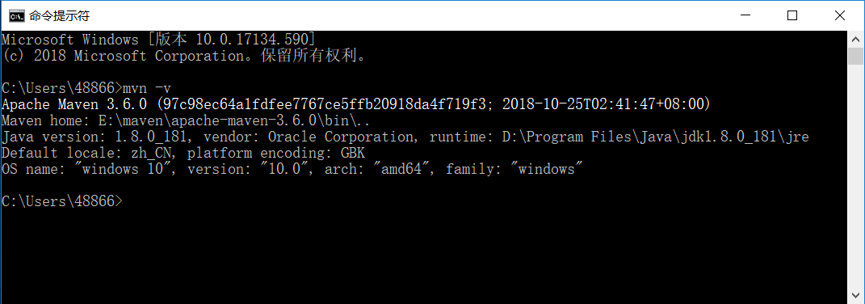 命令提示符
Microsoft Windows [版本 10.0.17134.590]
(c) 2018 Microsoft Corporation。保留所有权利。
C:\Users\48866>mvn -v
Apache Maven 3.6.0 (97c98ec64a1fdfee7767ce5ffb20918da4f719f3; 2018-10-25T02:41:47+08:00)
Maven home: E:\maven\apache-maven-3.6.0\bin\..
Java version: 1.8.0_181, vendor: Oracle Corporation, runtime: D:\Program Files\Java\jdk1.8.0_181\jre
Default locale: zh_CN, platform encoding: GBK
OS name: "windows 10", version: "10.0", arch: "amd64", family: "windows"
C:\Users\48866>